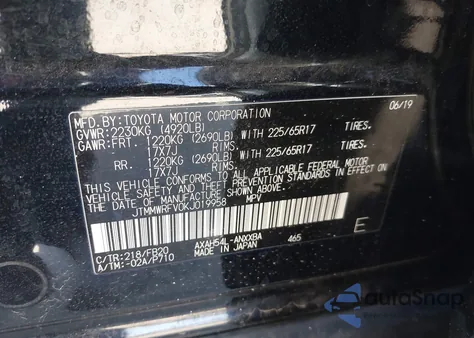 MFD.BY:TOYOTA MOTOR CORPORATION 06/19
GVWR:2230KG (4920LB)
GAWR:FRT. 1220KG (2690LB) WITH 225/65R17 TIRES.
17X7J RIMS.
RR. 1220KG (2690LB) WITH 225/65R17 TIRES.
17X7J RIMS.
THIS VEHICLE CONFORMS TO ALL APPLICABLE FEDERAL MOTOR
VEHICLE SAFETY AND THEFT PREVENTION STANDARDS IN EFFECT ON
THE DATE OF MANUFACTURE SHOWN ABOVE.
MPV
E
C/TR:218/FB20 AXAH54L-ANXXBA 465
A/TM:-02A/P710 MADE IN JAPAN
autoSnap